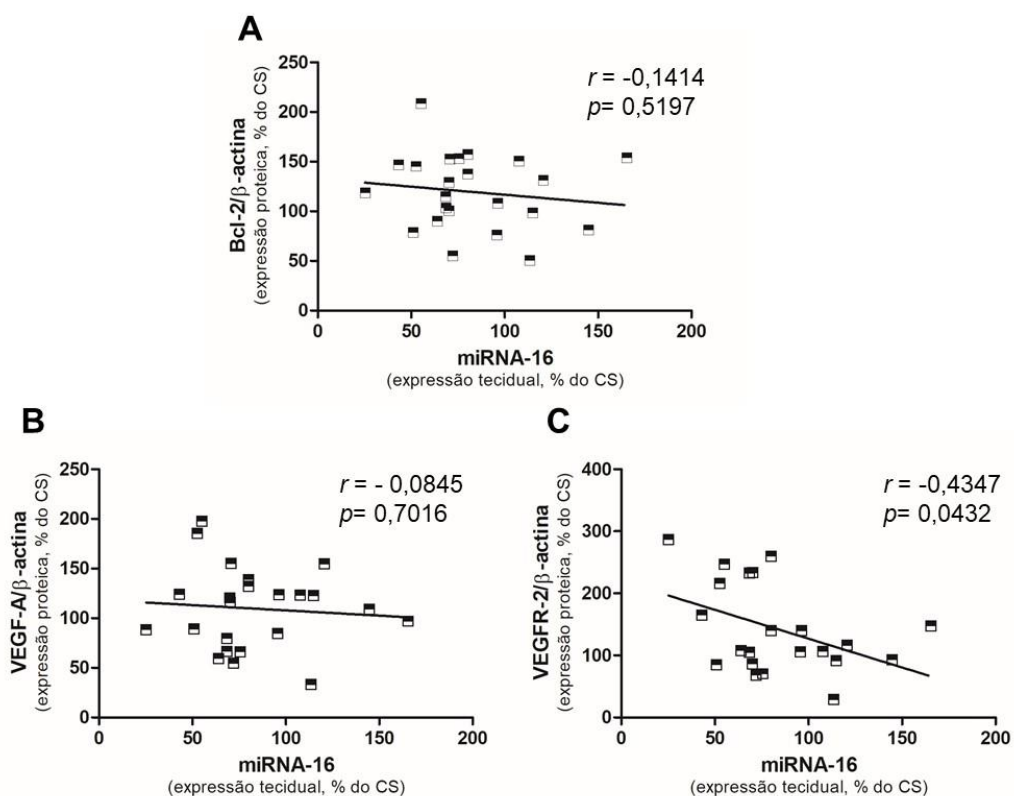 A
Bcl-2/β-actina
(expressão proteica, % do CS)
250
200
150
100
50
0
r = -0,1414
p= 0,5197
0 50 100 150 200
miRNA-16
(expressão tecidual, % do CS)
B
VEGF-A/β-actina
(expressão proteica, % do CS)
250
200
150
100
50
0
r = - 0,0845
p= 0,7016
0 50 100 150 200
miRNA-16
(expressão tecidual, % do CS)
C
VEGFR-2/β-actina
(expressão proteica, % do CS)
400
300
200
100
0
r = -0,4347
p= 0,0432
0 50 100 150 200
miRNA-16
(expressão tecidual, % do CS)